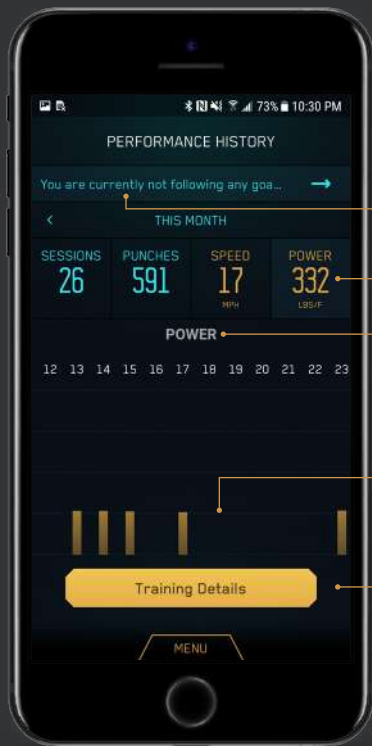 73% 10:30 PM
PERFORMANCE HISTORY
You are currently not following any goa...
THIS MONTH
SESSIONS PUNCHES SPEED POWER
26 591 17 332
MPH LBS/F
POWER
12 13 14 15 16 17 18 19 20 21 22 23
Training Details
MENU